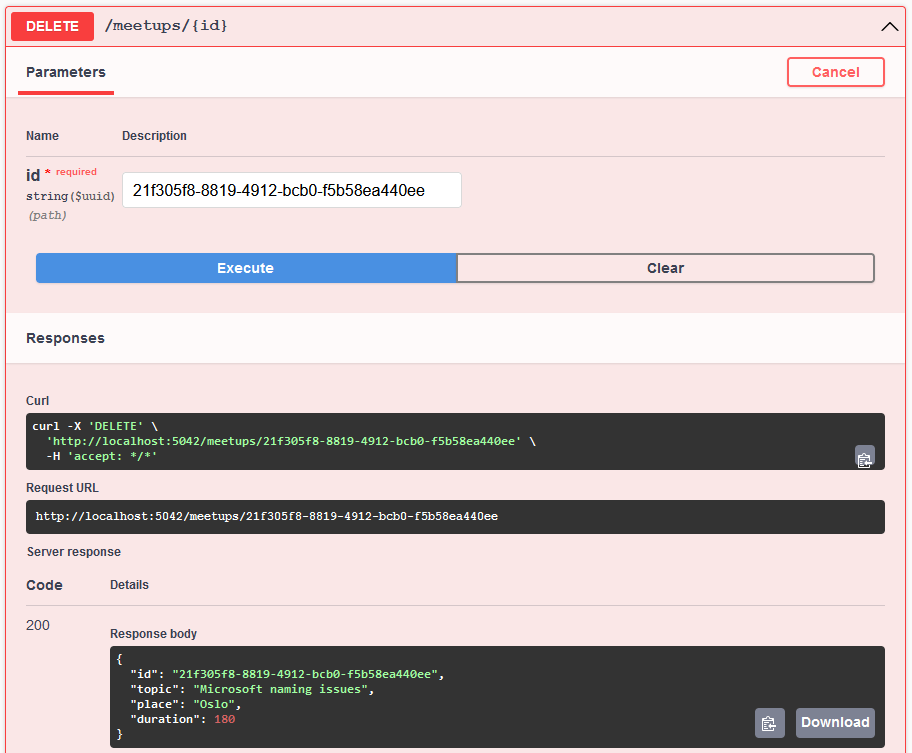 DELETE /meetups/{id}
Parameters
Cancel
Name Description
id * required
string($uuid)
(path)
21f305f8-8819-4912-bcb0-f5b58ea440ee
Execute Clear
Responses
Curl
curl -X 'DELETE' \
'http://localhost:5042/meetups/21f305f8-8819-4912-bcb0-f5b58ea440ee' \
-H 'accept: */*'
Request URL
http://localhost:5042/meetups/21f305f8-8819-4912-bcb0-f5b58ea440ee
Server response
Code Details
200
Response body
{
"id": "21f305f8-8819-4912-bcb0-f5b58ea440ee",
"topic": "Microsoft naming issues",
"place": "Oslo",
"duration": 180
}
Download